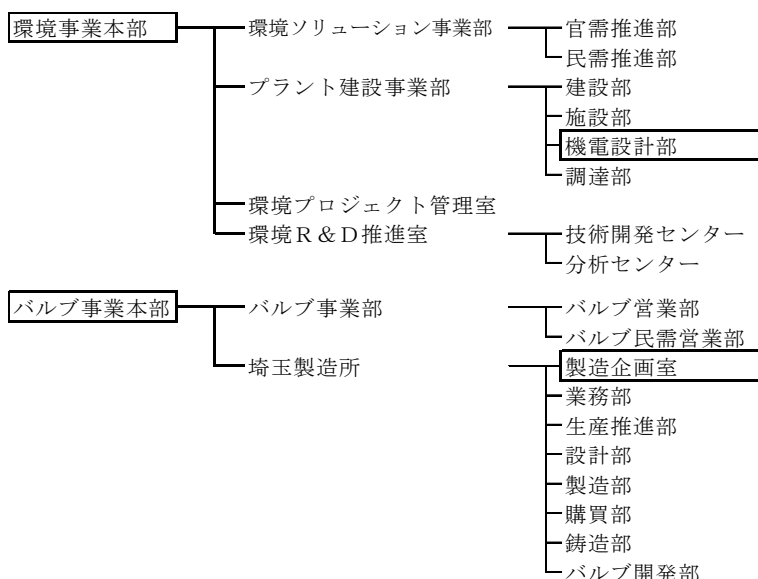 環境事業本部 環境ソリューション事業部 官需推進部
民需推進部
プラント建設事業部 建設部
施設部
機電設計部
調達部
環境プロジェクト管理室
環境R&D推進室 技術開発センター
分析センター
バルブ事業本部 バルブ事業部 バルブ営業部
バルブ民需営業部
埼玉製造所 製造企画室
業務部
生産推進部
設計部
製造部
購買部
鋳造部
バルブ開発部